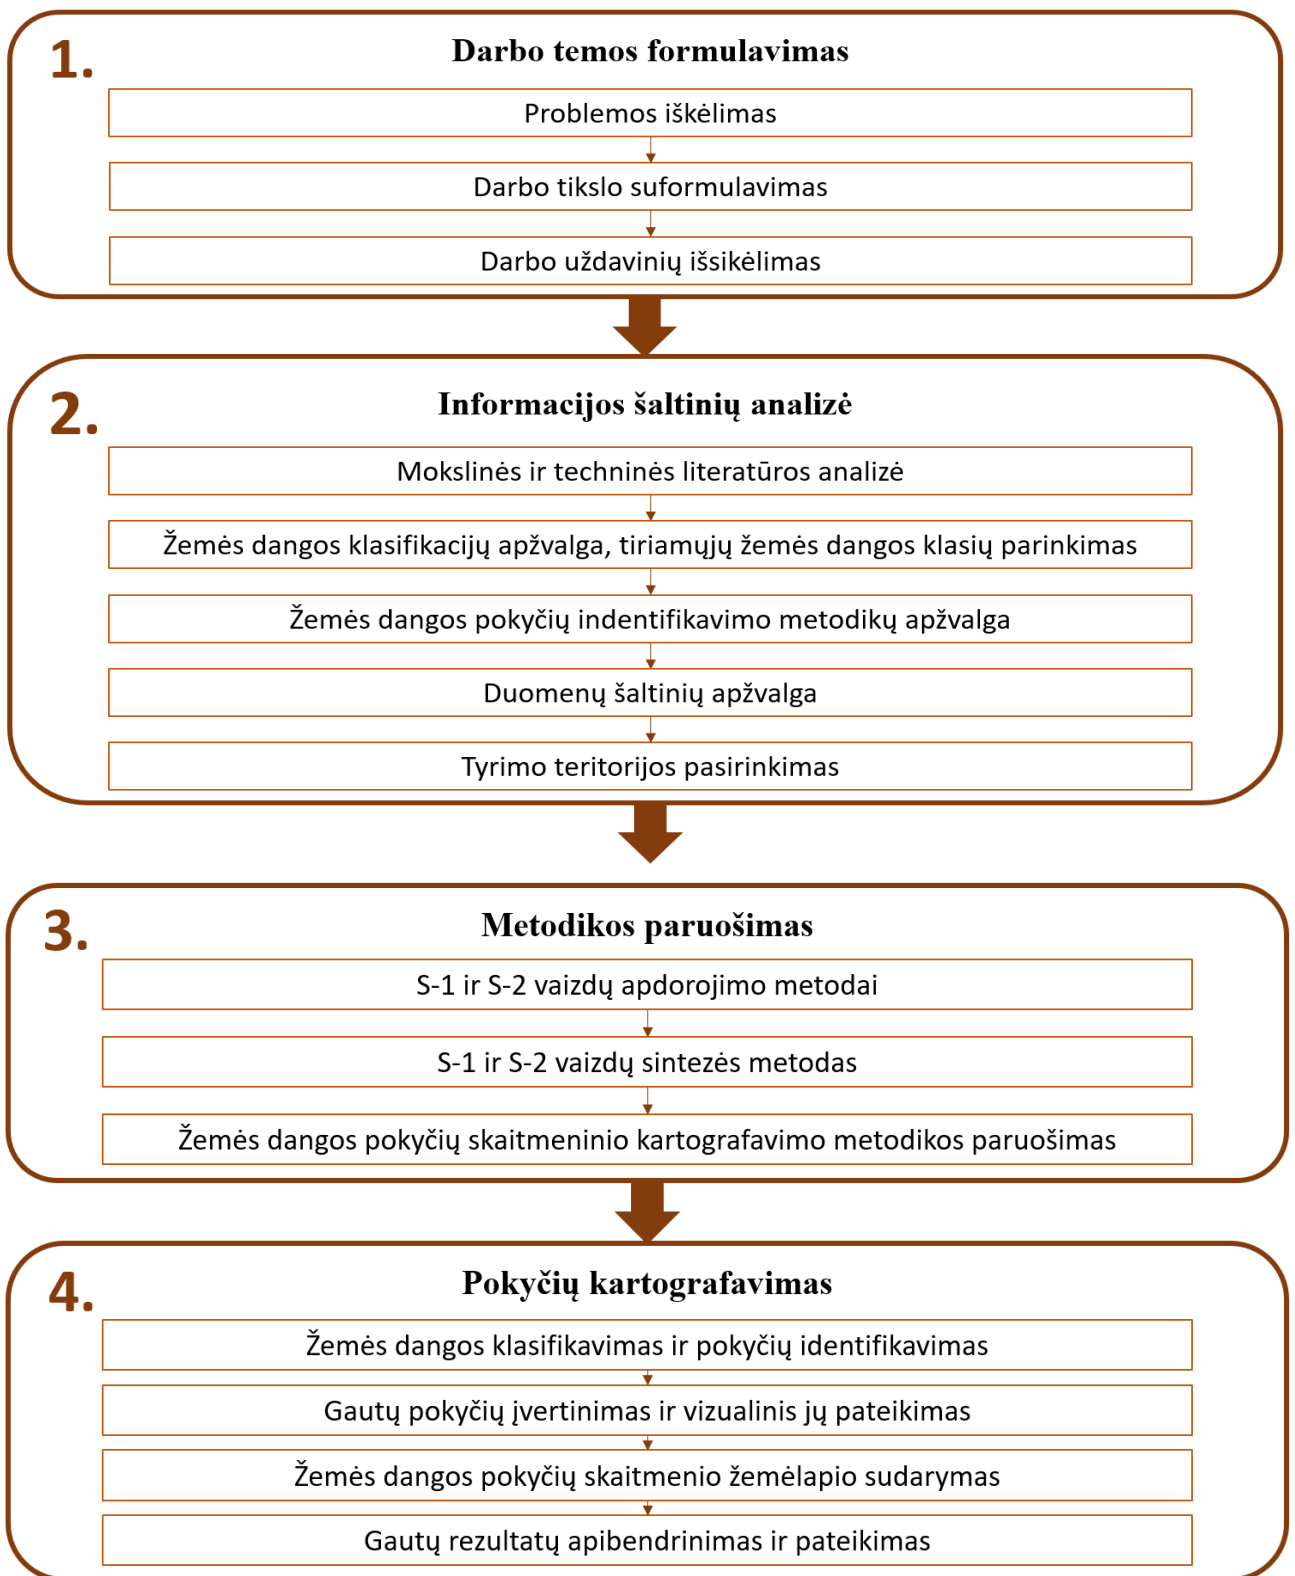 1.
Darbo temos formulavimas
Problemos iškėlimas
Darbo tikslo suformulavimas
Darbo uždavinių išsikėlimas
2.
Informacijos šaltinių analizė
Mokslinės ir techninės literatūros analizė
Žemės dangos klasifikacijų apžvalga, tiriamųjų žemės dangos klasių parinkimas
Žemės dangos pokyčių indentifikavimo metodikų apžvalga
Duomenų šaltinių apžvalga
Tyrimo teritorijos pasirinkimas
3.
Metodikos paruošimas
S-1 ir S-2 vaizdų apdorojimo metodai
S-1 ir S-2 vaizdų sintezės metodas
Žemės dangos pokyčių skaitmeninio kartografavimo metodikos paruošimas
4.
Pokyčių kartografavimas
Žemės dangos klasifikavimas ir pokyčių identifikavimas
Gautų pokyčių įvertinimas ir vizualinis jų pateikimas
Žemės dangos pokyčių skaitmenio žemėlapio sudarymas
Gautų rezultatų apibendrinimas ir pateikimas